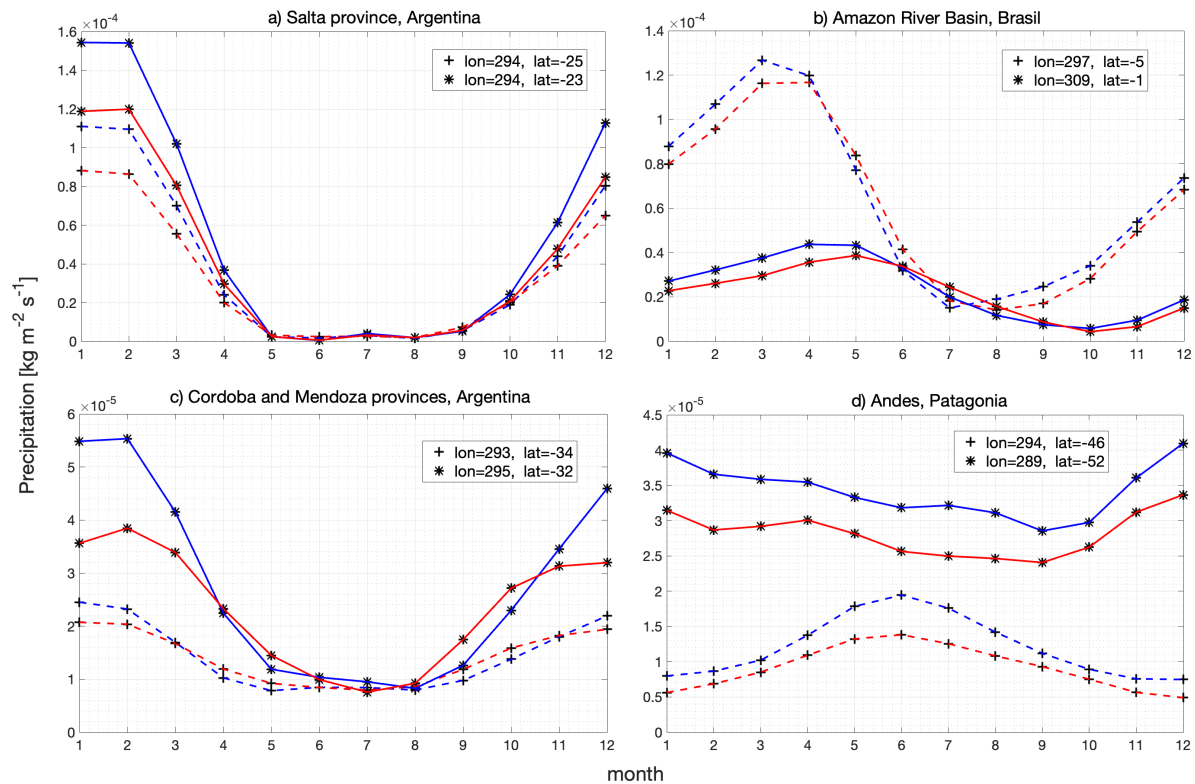 a) Salta province, Argentina
×10⁻⁴
1.6
1.4
1.2
1
0.8
0.6
0.4
0.2
0
1 2 3 4 5 6 7 8 9 10 11 12
lon=294, lat=-25
lon=294, lat=-23
b) Amazon River Basin, Brasil
×10⁻⁴
1.4
1.2
1
0.8
0.6
0.4
0.2
0
1 2 3 4 5 6 7 8 9 10 11 12
lon=297, lat=-5
lon=309, lat=-1
Precipitation [kg m⁻² s⁻¹]
c) Cordoba and Mendoza provinces, Argentina
×10⁻⁵
6
5
4
3
2
1
0
1 2 3 4 5 6 7 8 9 10 11 12
lon=293, lat=-34
lon=295, lat=-32
d) Andes, Patagonia
×10⁻⁵
4.5
4
3.5
3
2.5
2
1.5
1
0.5
0
1 2 3 4 5 6 7 8 9 10 11 12
lon=294, lat=-46
lon=289, lat=-52
month